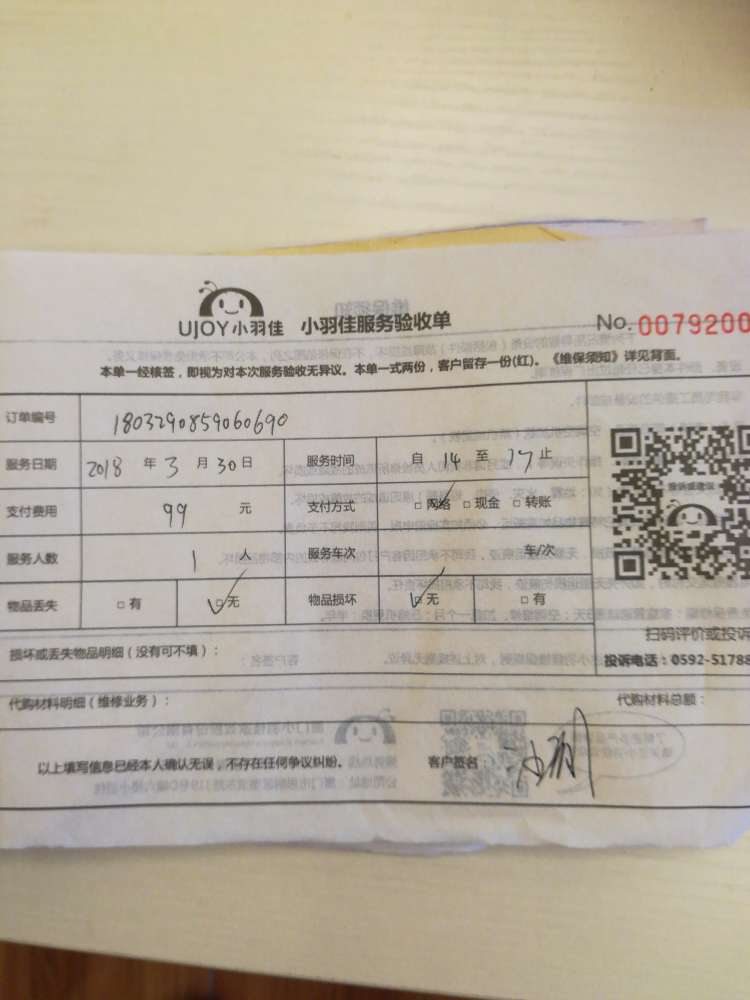 UJOY小羽佳 小羽佳服务验收单 No. 0079200
本单一经核签，即视为对本次服务验收无异议。本单一式两份，客户留存一份(红)。《维保须知》详见背面。
订单编号 1803290859060690
服务日期 2018 年 3 月 30 日 服务时间 自 14 至 17 止
支付费用 99 元 支付方式 □网络 □现金 □转账
服务人数 1 人 服务车次 车/次
物品丢失 □有 □无 物品损坏 □无 □有
投诉或建议
扫码评价或投诉
损坏或丢失物品明细（没有可不填）： 投诉电话：0592-51788
代购材料明细（维修业务）： 代购材料总额：
以上填写信息已经本人确认无误，不存在任何争议纠纷。 客户签名：